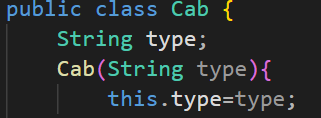 public class Cab {
    String type;
    Cab(String type){
        this.type=type;